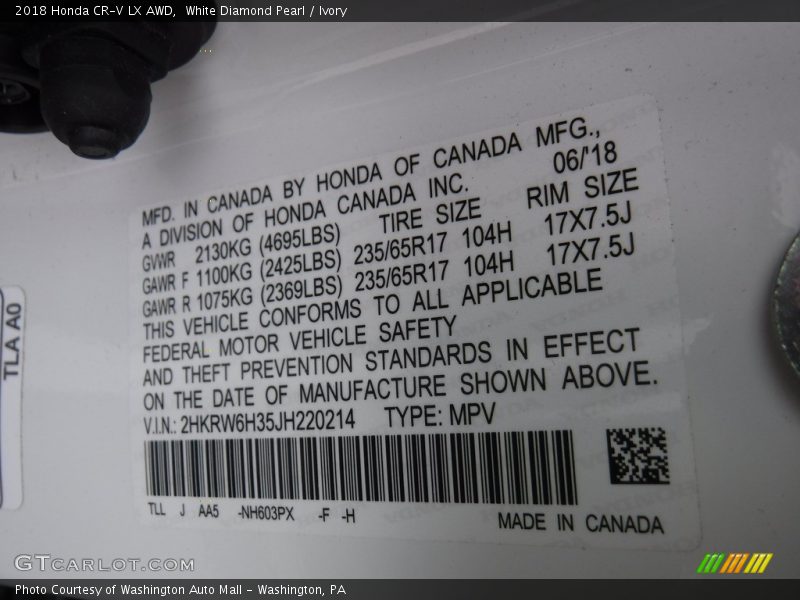 2018 Honda CR-V LX AWD, White Diamond Pearl / Ivory
MFD. IN CANADA BY HONDA OF CANADA MFG.,
A DIVISION OF HONDA CANADA INC. 06/'18
GVWR 2130KG (4695LBS) TIRE SIZE RIM SIZE
GAWR F 1100KG (2425LBS) 235/65R17 104H 17X7.5J
GAWR R 1075KG (2369LBS) 235/65R17 104H 17X7.5J
THIS VEHICLE CONFORMS TO ALL APPLICABLE
FEDERAL MOTOR VEHICLE SAFETY
AND THEFT PREVENTION STANDARDS IN EFFECT
ON THE DATE OF MANUFACTURE SHOWN ABOVE.
V.I.N.: 2HKRW6H35JH220214 TYPE: MPV
TLL J AA5 -NH603PX -F -H
MADE IN CANADA
TLA A0
GTCARLOT.COM
Photo Courtesy of Washington Auto Mall - Washington, PA